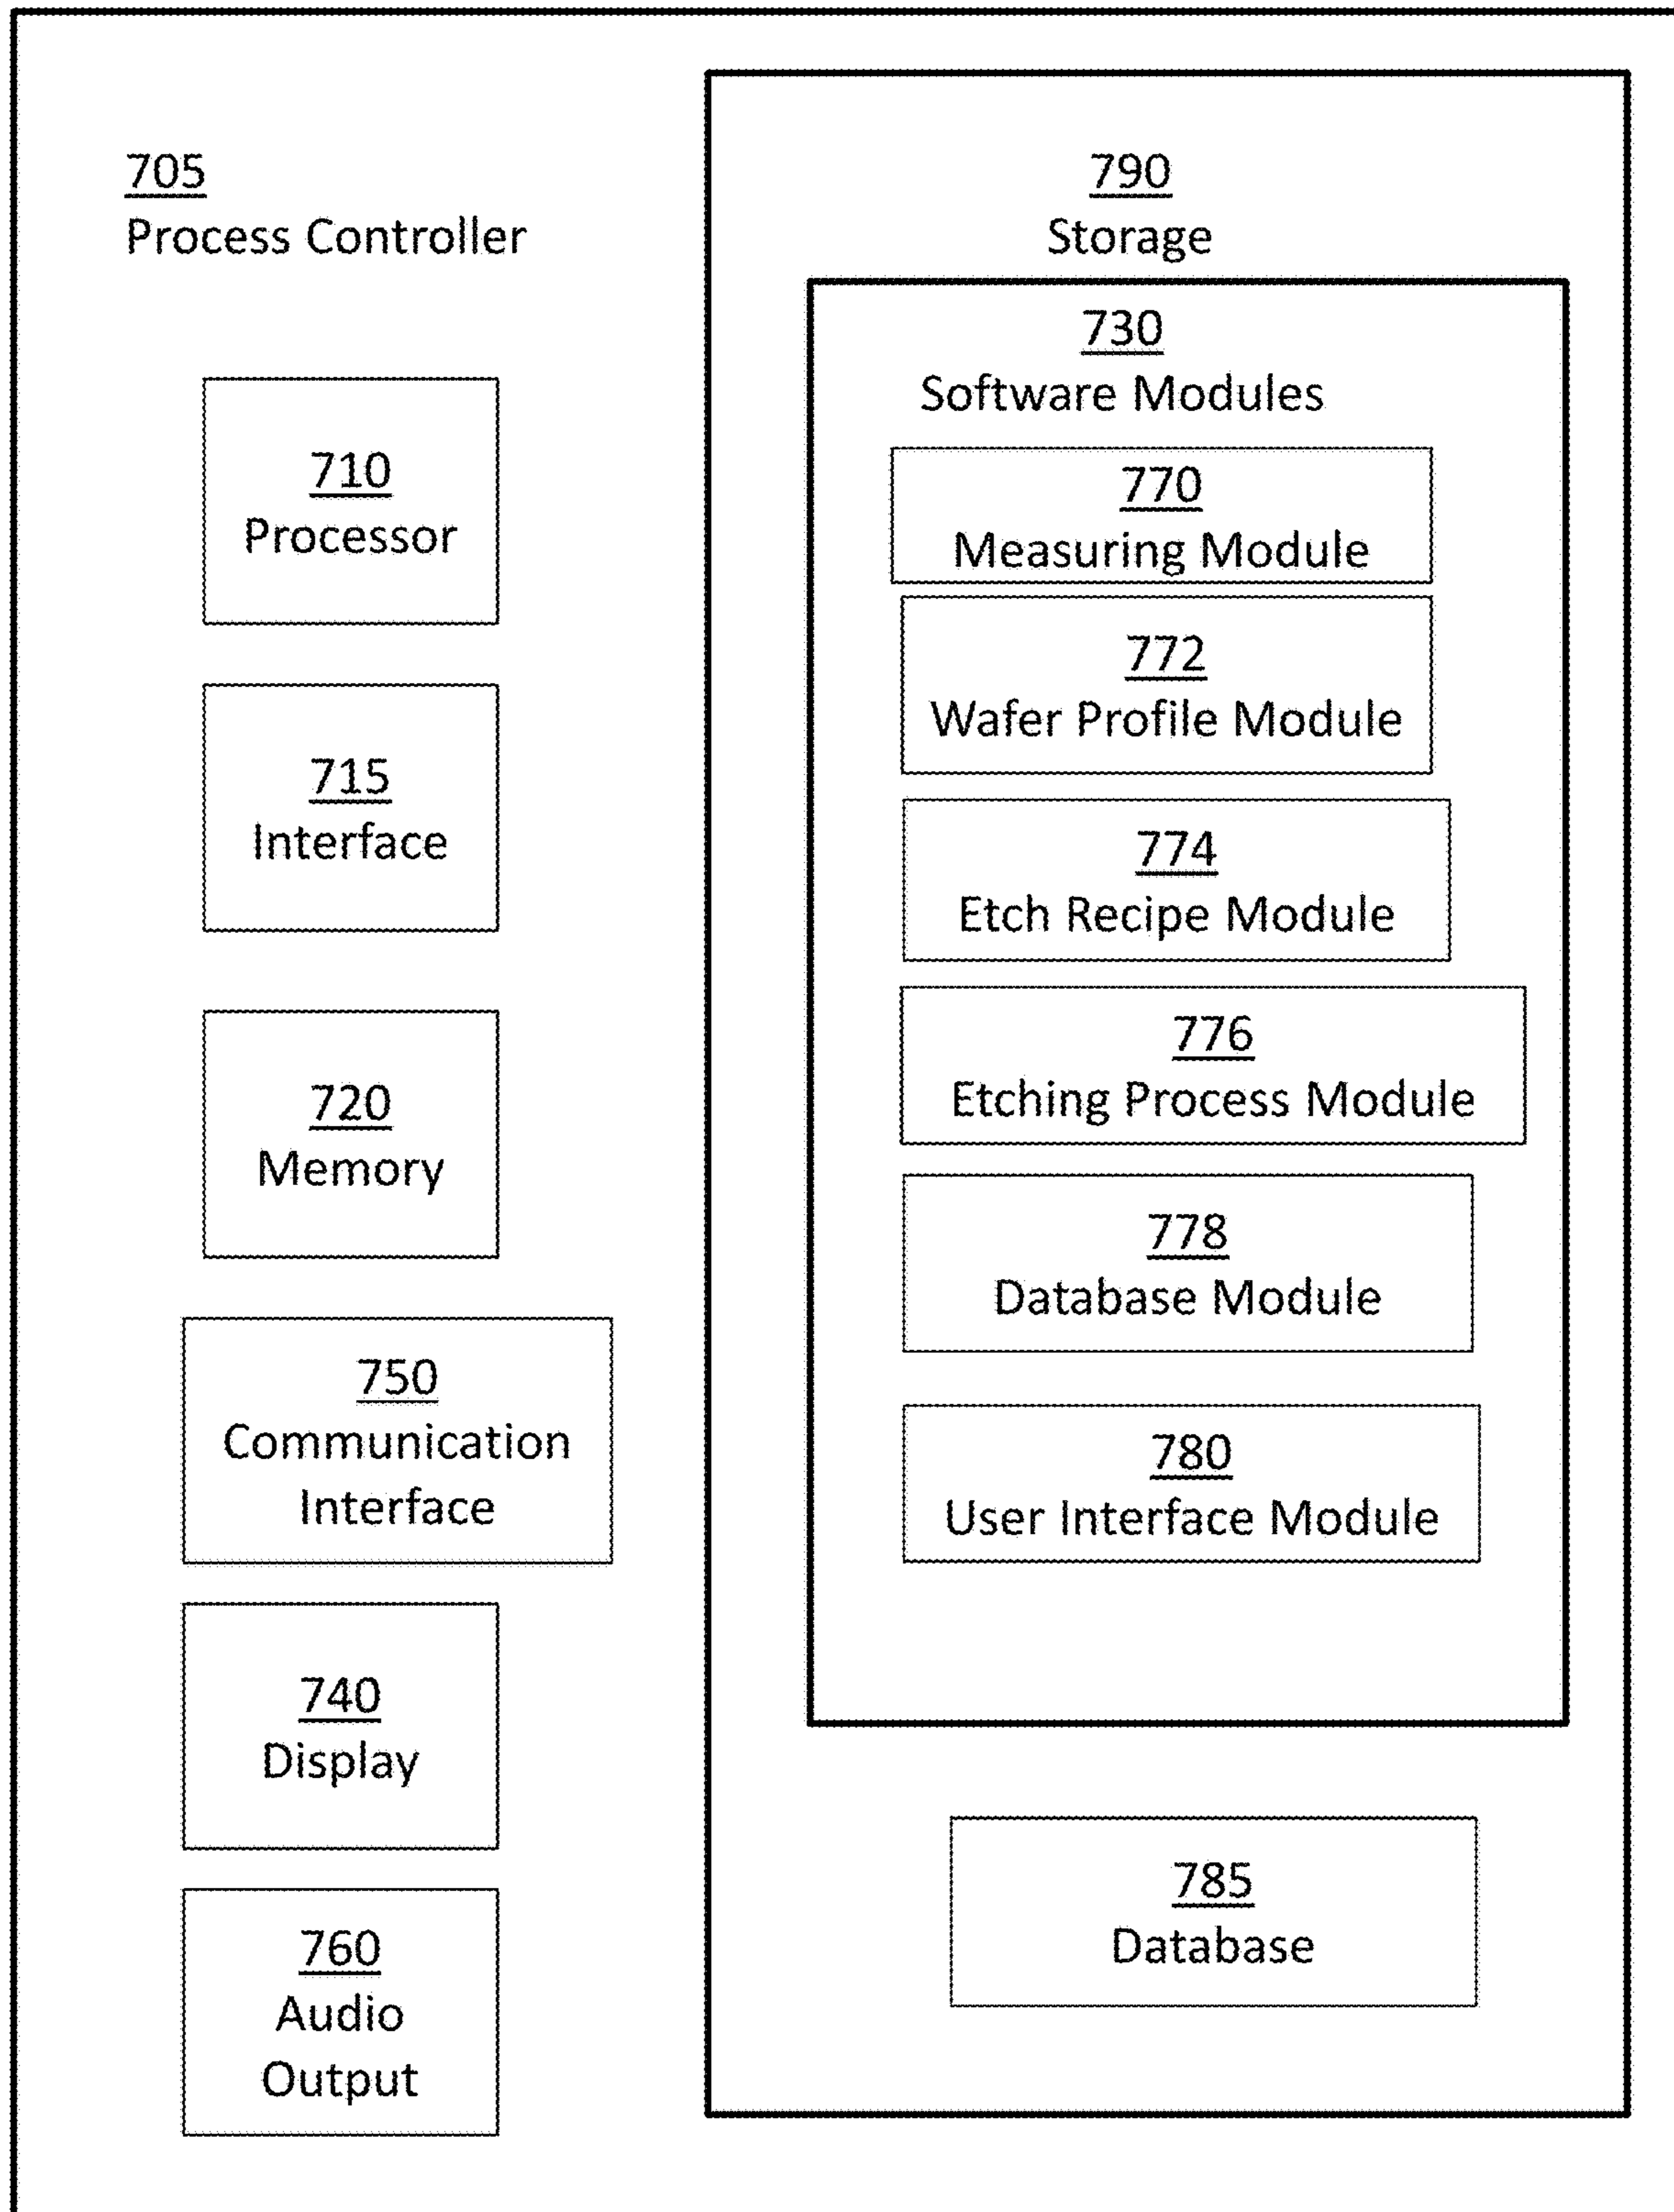 705
Process Controller
710
Processor
715
Interface
720
Memory
750
Communication
Interface
740
Display
760
Audio
Output
790
Storage
730
Software Modules
770
Measuring Module
772
Wafer Profile Module
774
Etch Recipe Module
776
Etching Process Module
778
Database Module
780
User Interface Module
785
Database